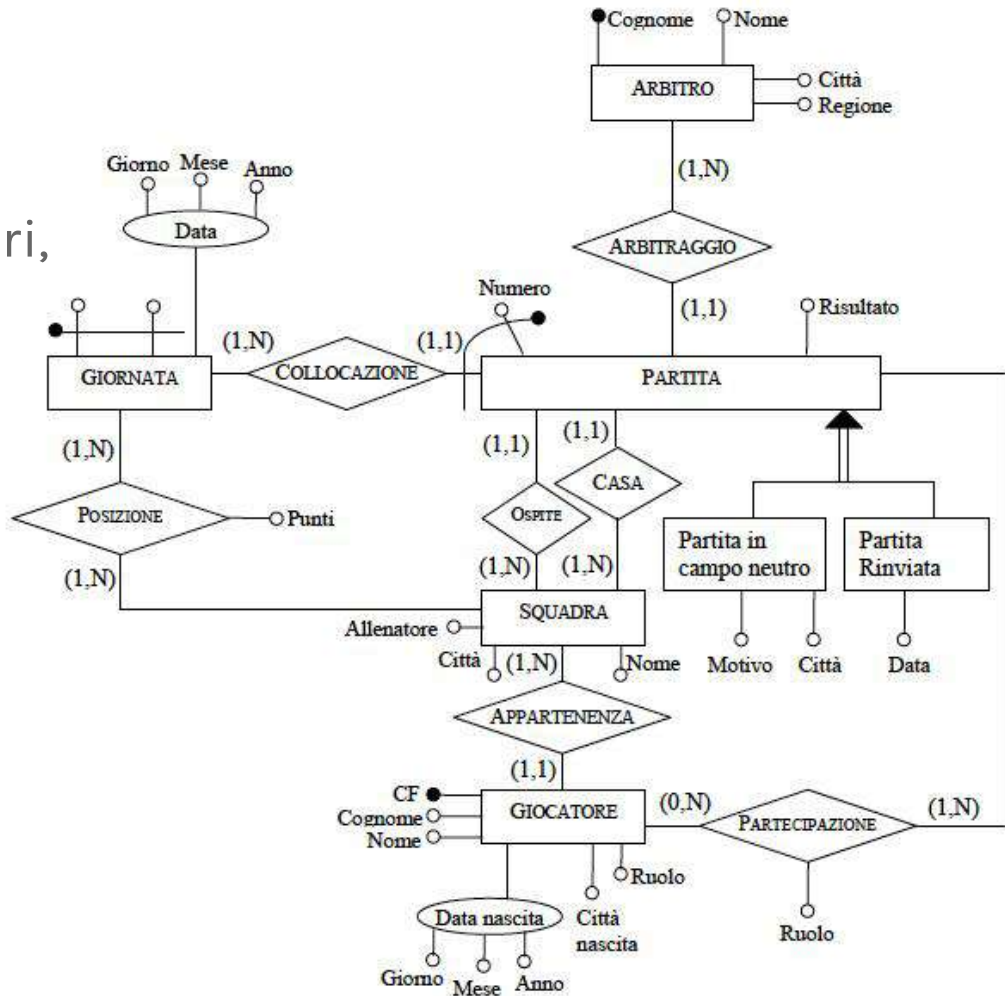 Cognome
Nome
ARBITRO
Città
Regione
(1,N)
Giorno
Mese
Anno
Data
ri,
ARBITRAGGIO
Numero
(1,1)
Risultato
(1,N)
COLLOCAZIONE
(1,1)
GIORNATA
PARTITA
(1,N)
(1,1)
(1,1)
CASA
POSIZIONE
Punti
OSPITE
Partita in
campo neutro
Partita
Rinviata
(1,N)
(1,N)
(1,N)
SQUADRA
Allenatore
Città
(1,N)
Nome
Motivo
Città
Data
APPARTENENZA
(1,1)
CF
Cognome
Nome
GIOCATORE
(0,N)
PARTECIPAZIONE
(1,N)
Ruolo
Data nascita
Città
nascita
Ruolo
Giorno
Mese
Anno